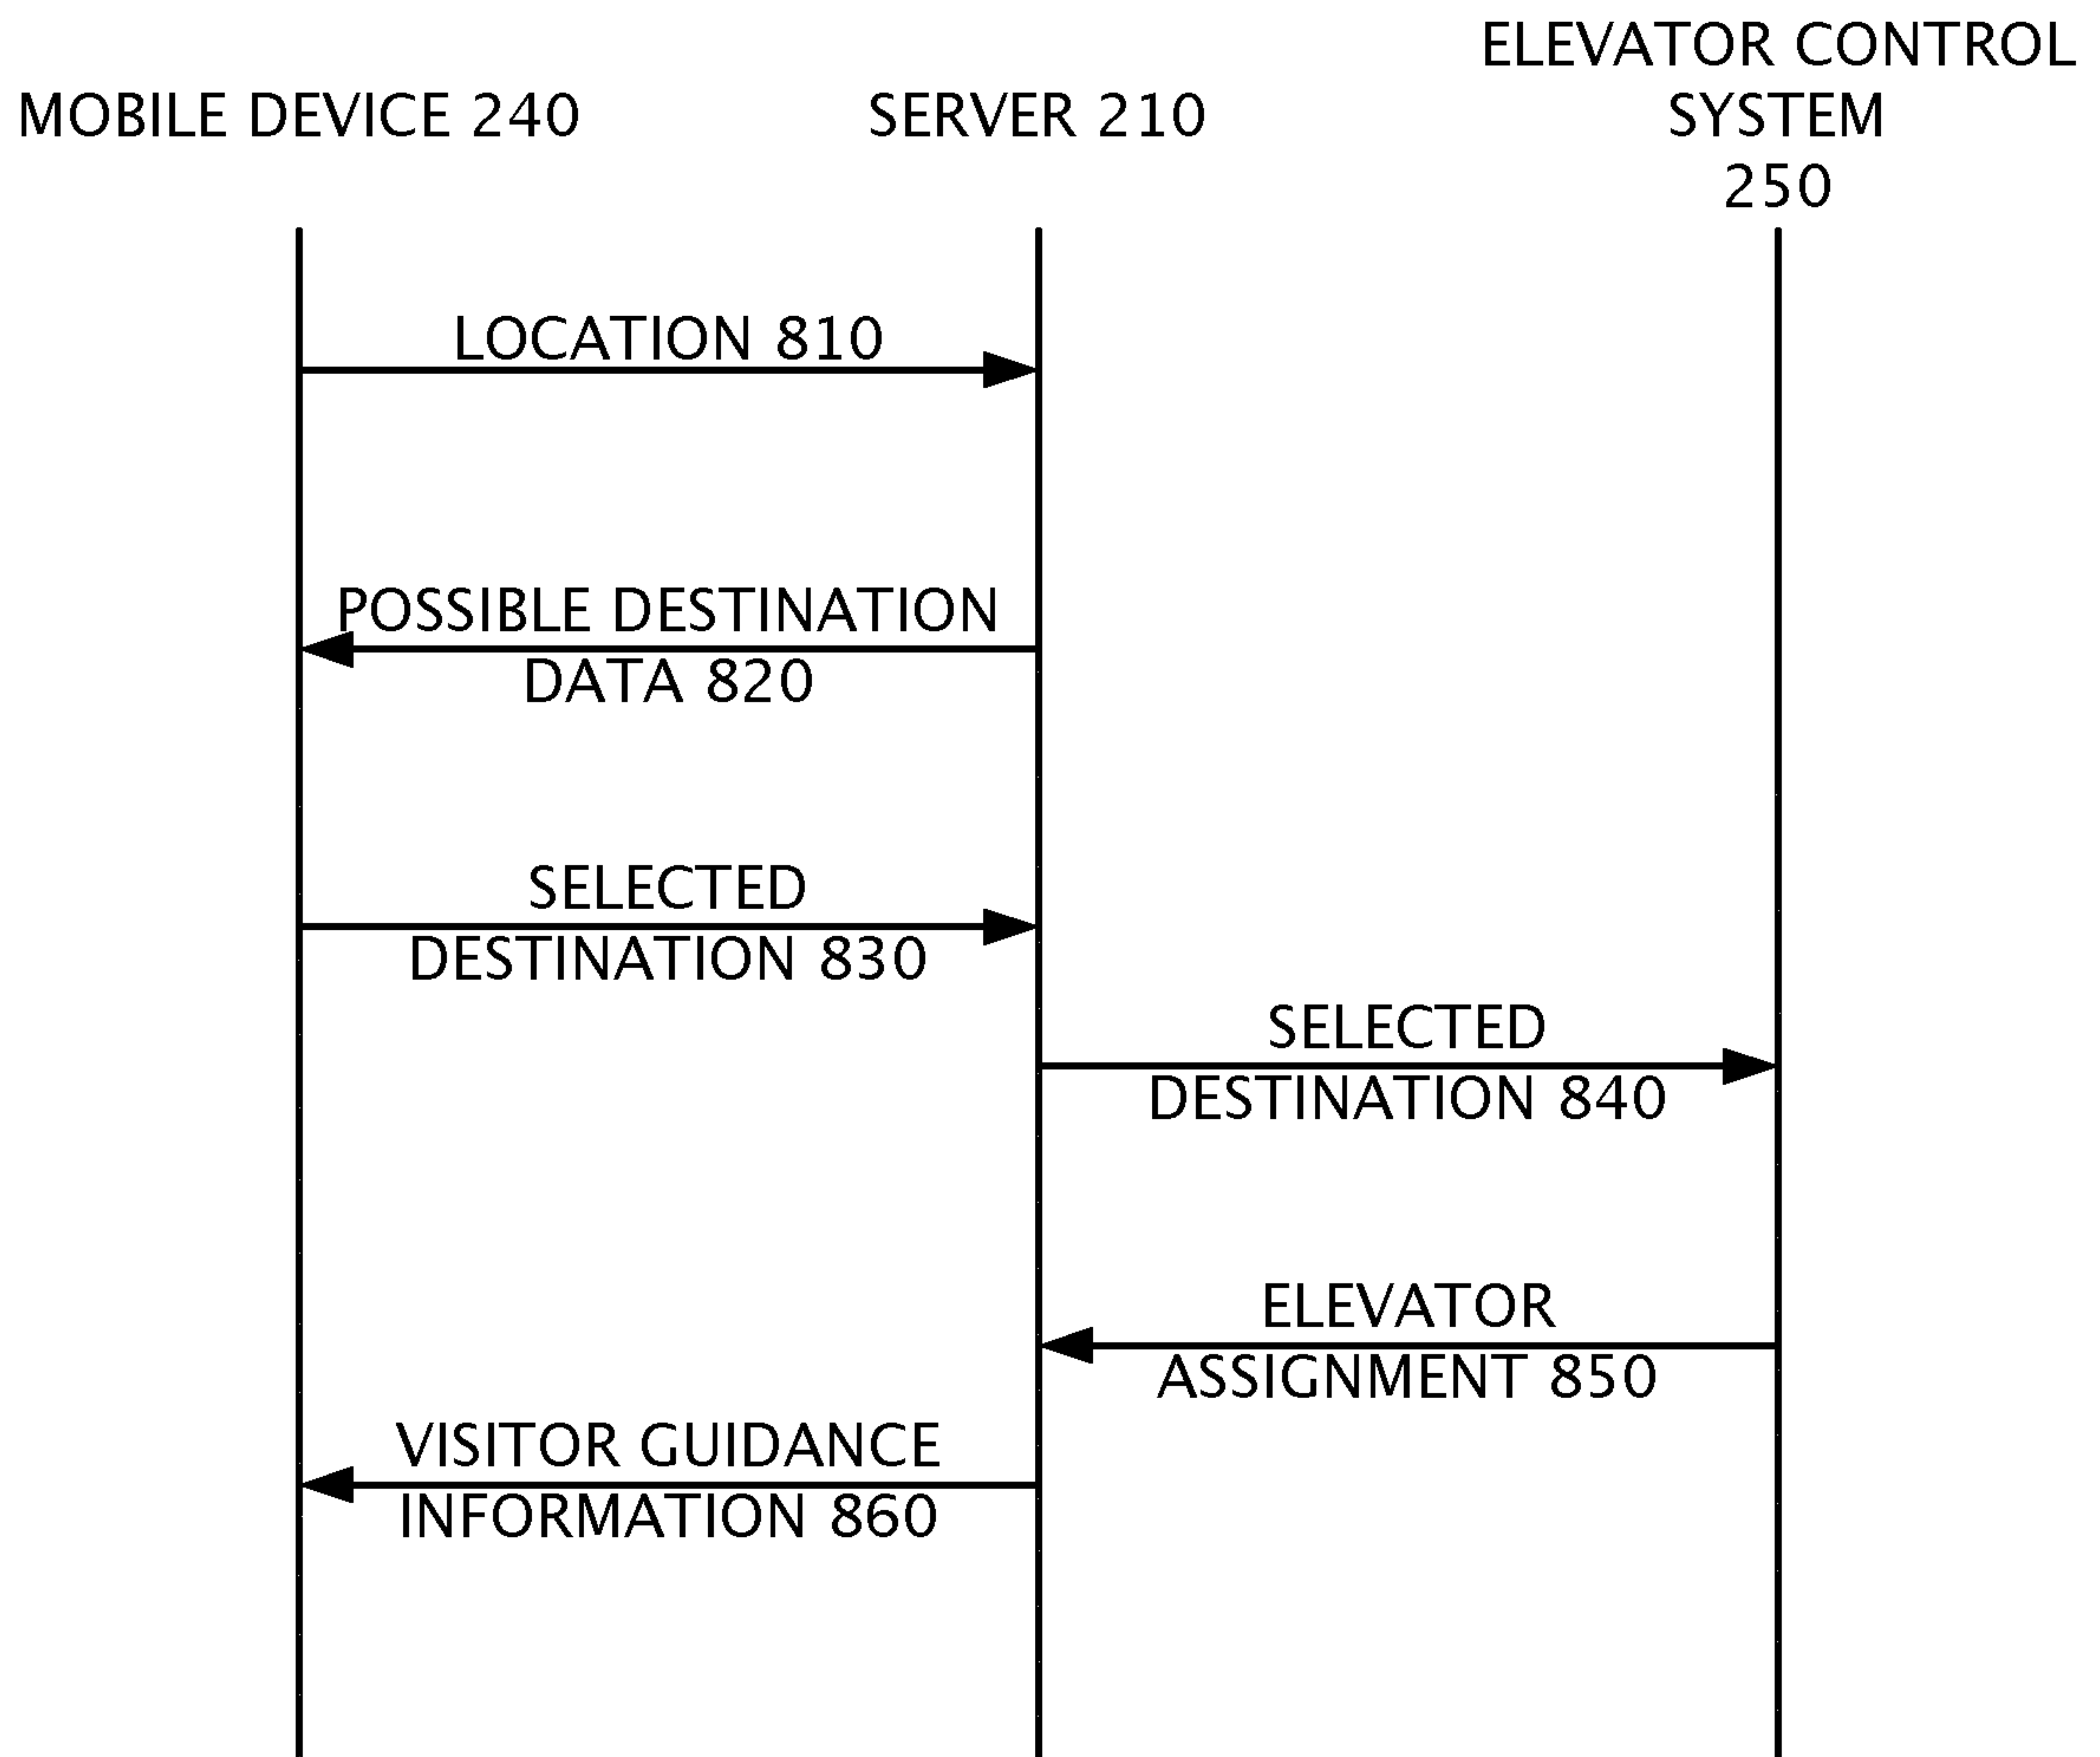 ELEVATOR CONTROL
SYSTEM
250
MOBILE DEVICE 240
SERVER 210
LOCATION 810
POSSIBLE DESTINATION
DATA 820
SELECTED
DESTINATION 830
SELECTED
DESTINATION 840
ELEVATOR
ASSIGNMENT 850
VISITOR GUIDANCE
INFORMATION 860